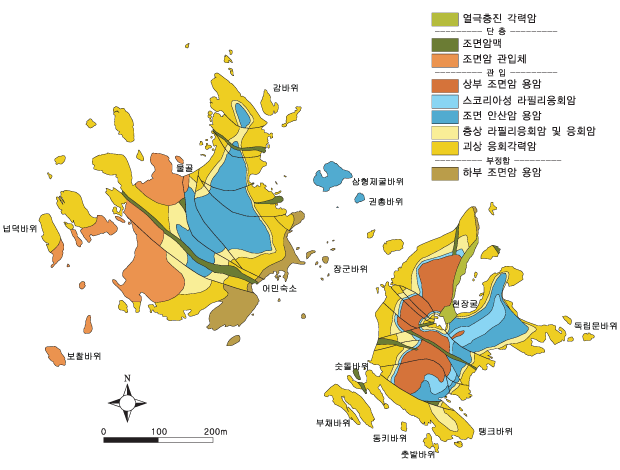 열극충진 각력암
단 층
조면암맥
조면암 관입체
관 입
상부 조면암 용암
스코리아성 라필리응회암
조면 안산암 용암
층상 라필리응회암 및 응회암
괴상 응회각력암
부정합
하부 조면암 용암
감바위
물골
삼형제굴바위
권총바위
넙덕바위
장군바위
어민숙소
천장굴
독립문바위
보찰바위
숫돌바위
부채바위
동키바위
탱크바위
춧발바위
N
0 100 200m